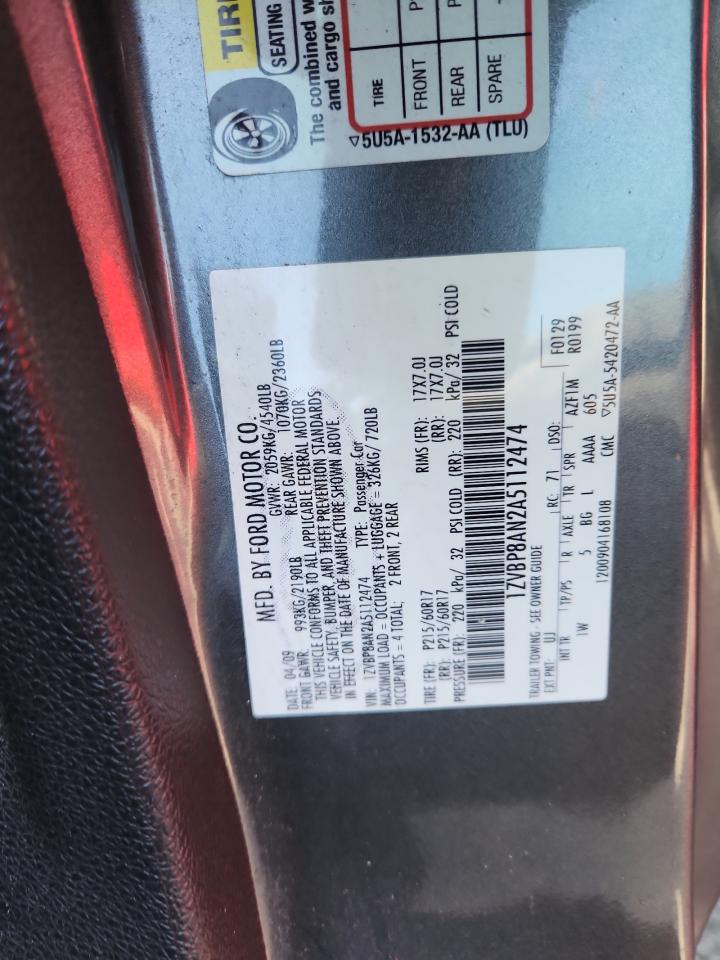 TIR
SEATING
The combined w
and cargo sh
TIRE
FRONT P
REAR P
SPARE
▽5U5A-1532-AA (TLU)
MFD. BY FORD MOTOR CO.
DATE: 04/09 GVWR: 2059KG/4540LB
FRONT GAWR: 993KG/2190LB REAR GAWR: 1070KG/2360LB
THIS VEHICLE CONFORMS TO ALL APPLICABLE FEDERAL MOTOR
VEHICLE SAFETY, BUMPER, AND THEFT PREVENTION STANDARDS
IN EFFECT ON THE DATE OF MANUFACTURE SHOWN ABOVE.
VIN: 1ZVBP8AN2A5112474 TYPE: Passenger Car
MAXIMUM LOAD = OCCUPANTS + LUGGAGE = 326KG/ 720LB
OCCUPANTS = 4 TOTAL: 2 FRONT, 2 REAR
TIRE (FR): P215/60R17 RIMS (FR): 17X7.0J
(RR): P215/60R17 (RR): 17X7.0J
PRESSURE (FR): 220 kPa/ 32 PSI COLD (RR): 220 kPa/ 32 PSI COLD
1ZVBP8AN2A5112474
TRAILER TOWING - SEE OWNER GUIDE
EXT PNT: UJ RC: 71 DSO: F0129
R0199
INT TR TP/PS R AXLE TR SPR AZF1M
1W 5 BG L AAAA 605
1200904168108 CMC ▽5U5A-5420472-AA